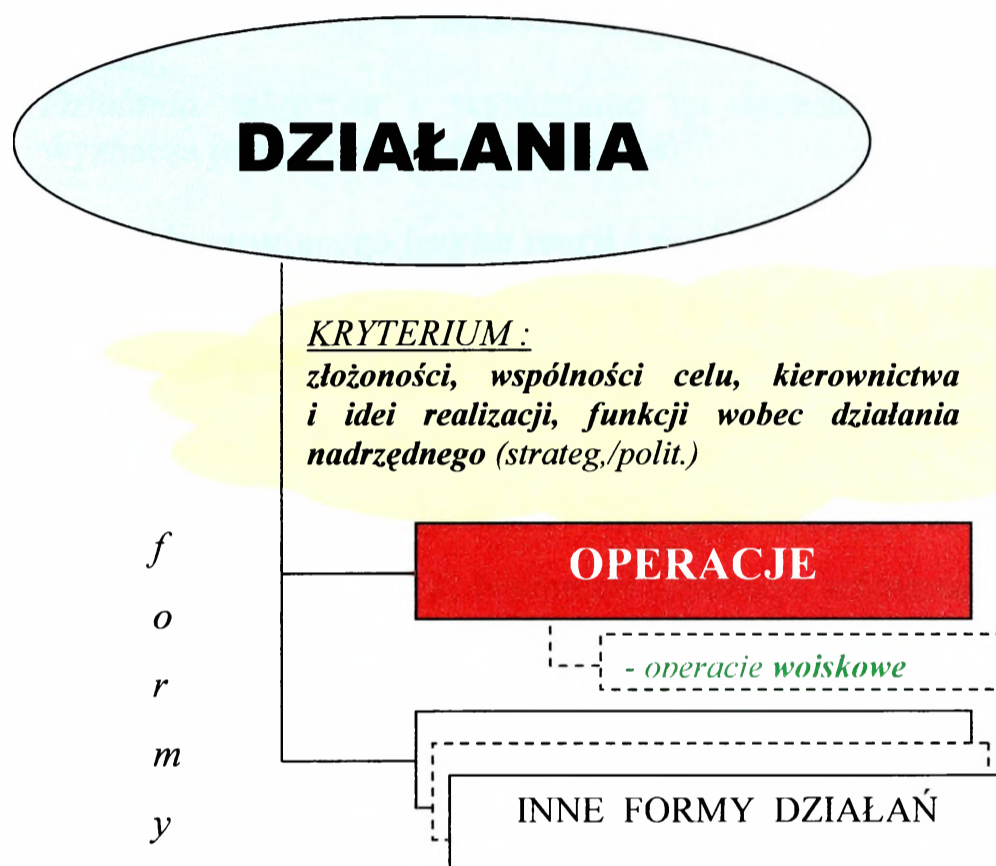 DZIAŁANIA
KRYTERIUM :
złożoności, wspólności celu, kierownictwa
i idei realizacji, funkcji wobec działania
nadrzędnego (strateg,/polit.)
f
o
r
m
y
OPERACJE
- operacje wojskowe
INNE FORMY DZIAŁAŃ